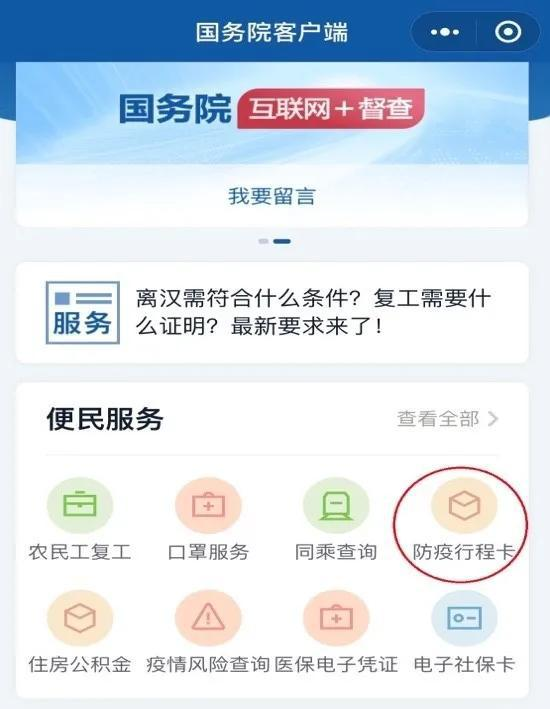 国务院客户端
国务院 互联网+督查
我要留言
服务
离汉需符合什么条件？复工需要什
么证明？最新要求来了！
便民服务 查看全部
农民工复工 口罩服务 同乘查询 防疫行程卡
住房公积金 疫情风险查询 医保电子凭证 电子社保卡